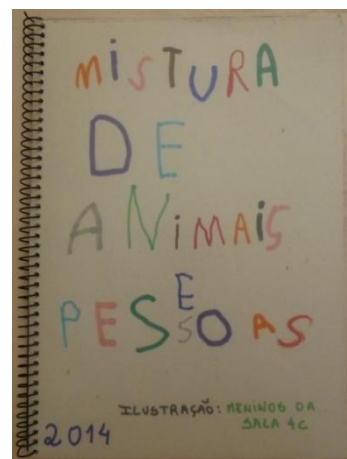 MiSTURA
DE
ANiMAiS
E
PESSOAS
ILUSTRAÇÃO: MENINOS DA
SALA 4C
2014